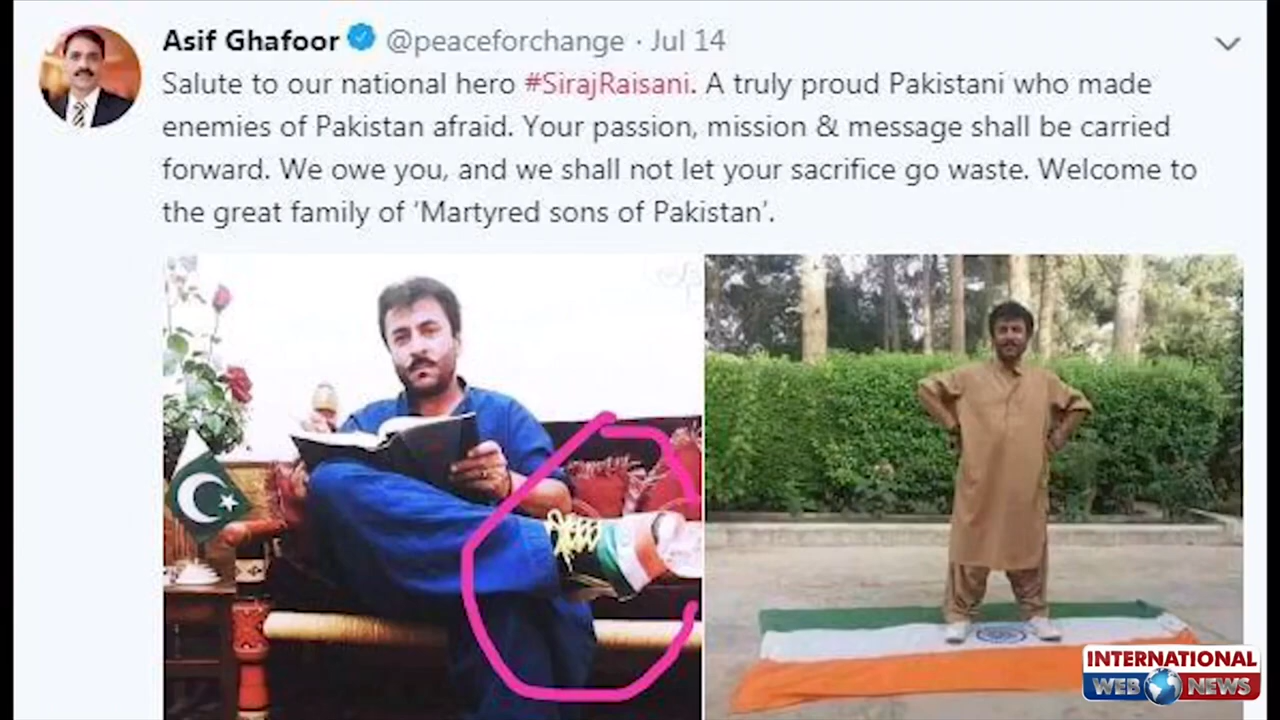 Asif Ghafoor @peaceforchange · Jul 14
Salute to our national hero #SirajRaisani. A truly proud Pakistani who made
enemies of Pakistan afraid. Your passion, mission & message shall be carried
forward. We owe you, and we shall not let your sacrifice go waste. Welcome to
the great family of ‘Martyred sons of Pakistan’.
INTERNATIONAL
WEB NEWS